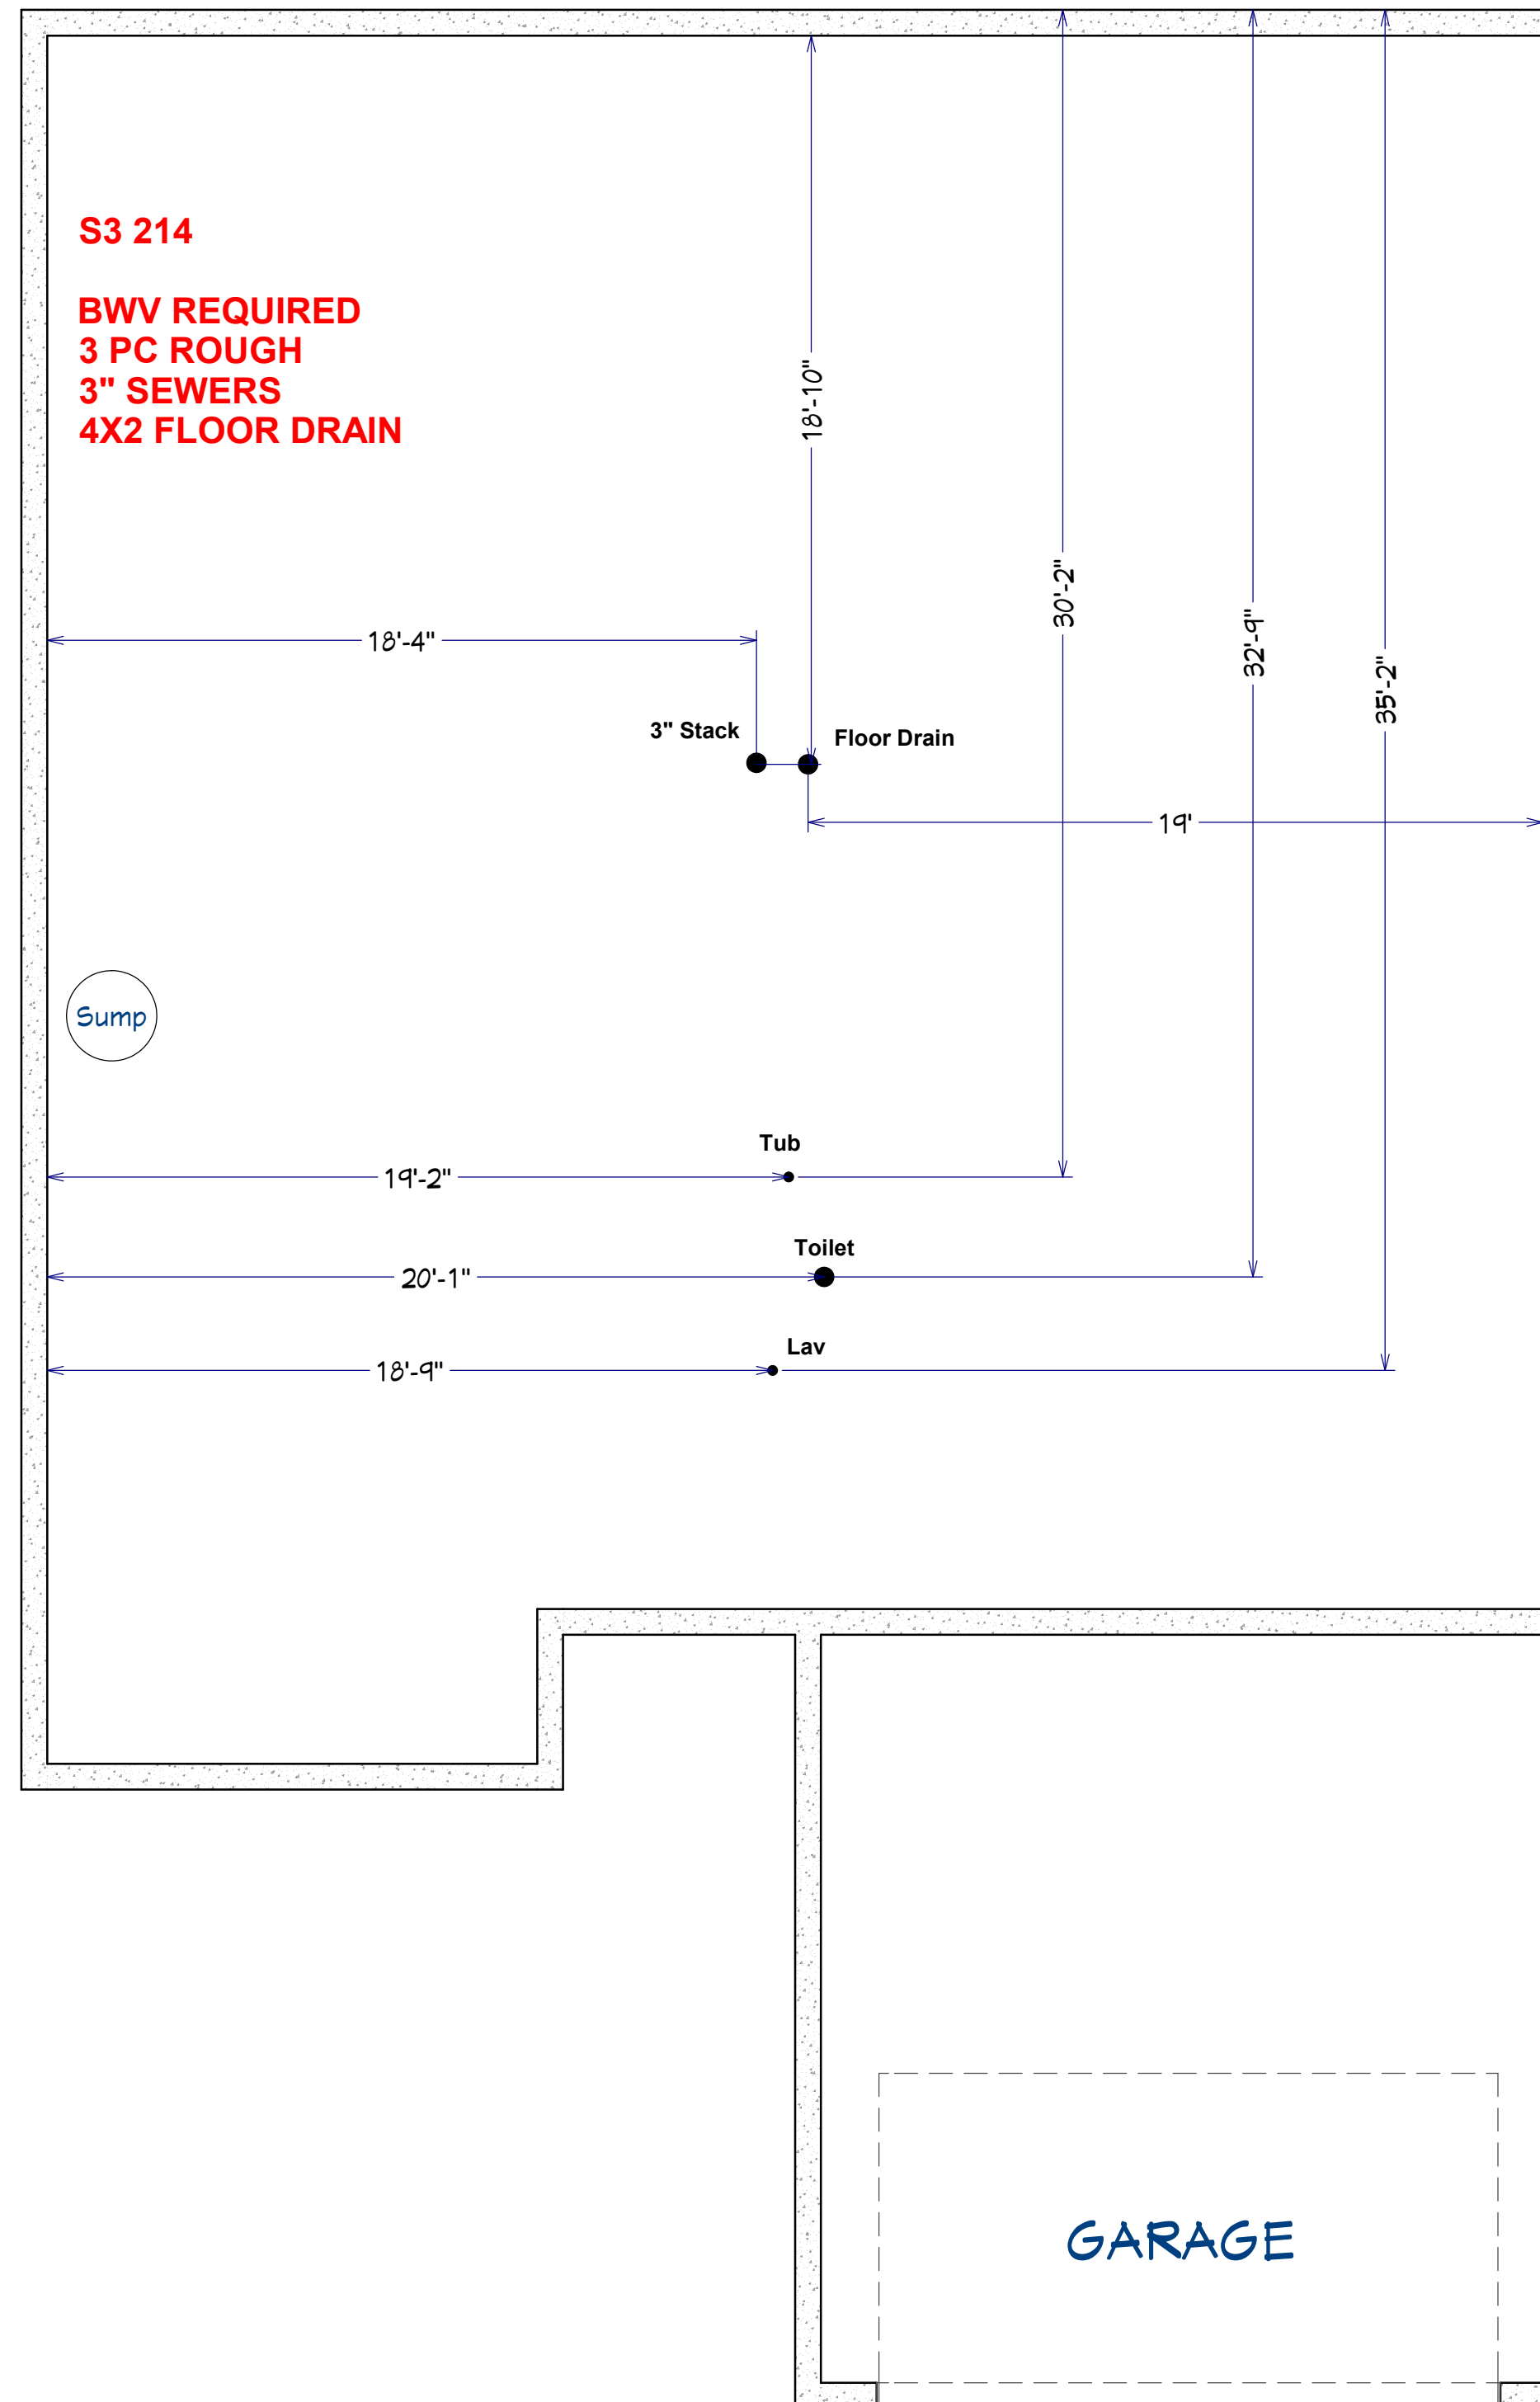 S3 214
BWV REQUIRED
3 PC ROUGH
3" SEWERS
4X2 FLOOR DRAIN
18'-10"
30'-2"
32'-9"
35'-2"
18'-4"
3" Stack
Floor Drain
19'
Sump
Tub
19'-2"
Toilet
20'-1"
Lav
18'-9"
GARAGE